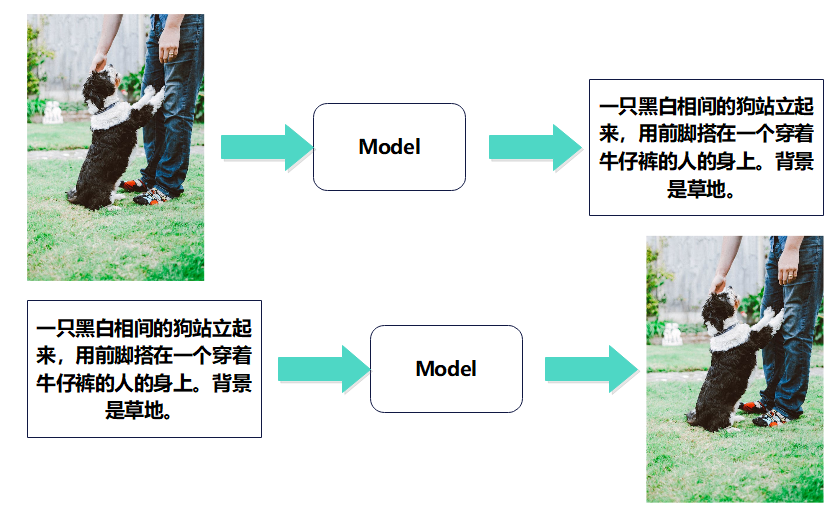 Model
一只黑白相间的狗站立起
来，用前脚搭在一个穿着
牛仔裤的人的身上。背景
是草地。
一只黑白相间的狗站立起
来，用前脚搭在一个穿着
牛仔裤的人的身上。背景
是草地。
Model